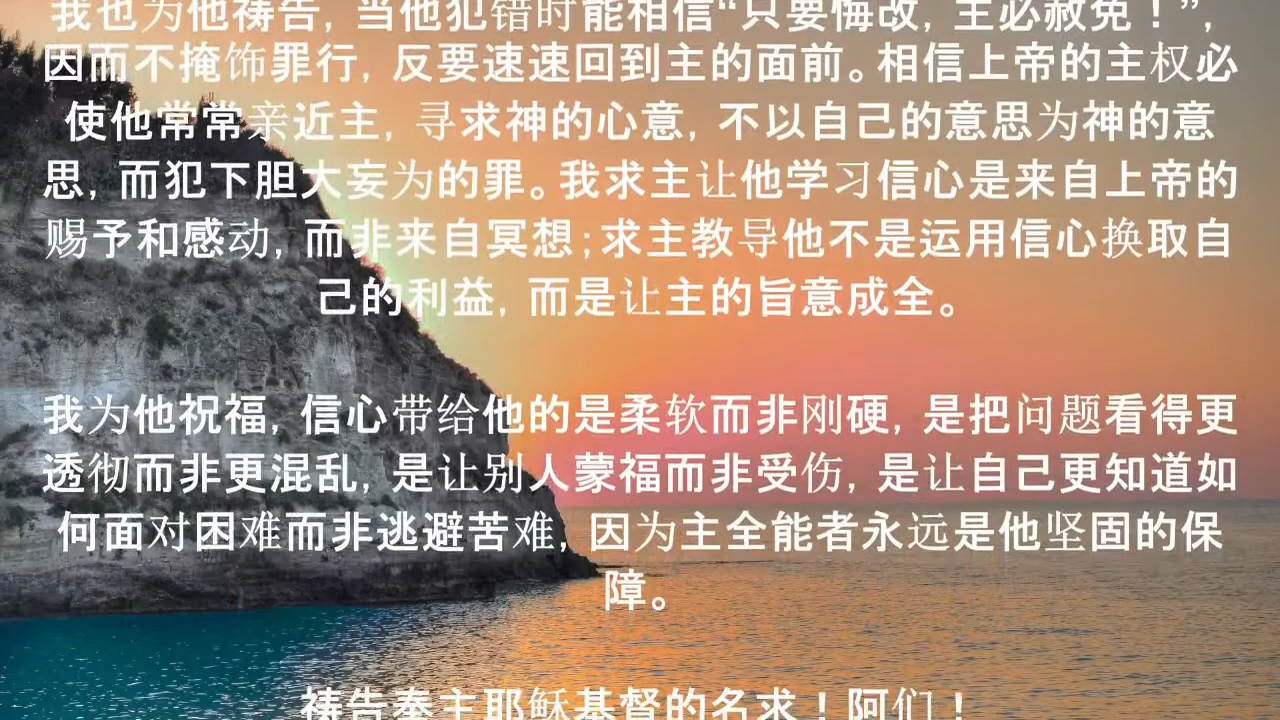 我也为他祷告，当他犯错时能相信“只要悔改，主必赦免！”，
因而不掩饰罪行，反要速速回到主的面前。相信上帝的主权必
使他常常亲近主，寻求神的心意，不以自己的意思为神的意
思，而犯下胆大妄为的罪。我求主让他学习信心是来自上帝的
赐予和感动，而非来自冥想；求主教导他不是运用信心换取自
己的利益，而是让主的旨意成全。
我为他祝福，信心带给他的是柔软而非刚硬，是把问题看得更
透彻而非更混乱，是让别人蒙福而非受伤，是让自己更知道如
何面对困难而非逃避苦难，因为主全能者永远是他坚固的保
障。
祷告奉主耶稣基督的名求！阿们！